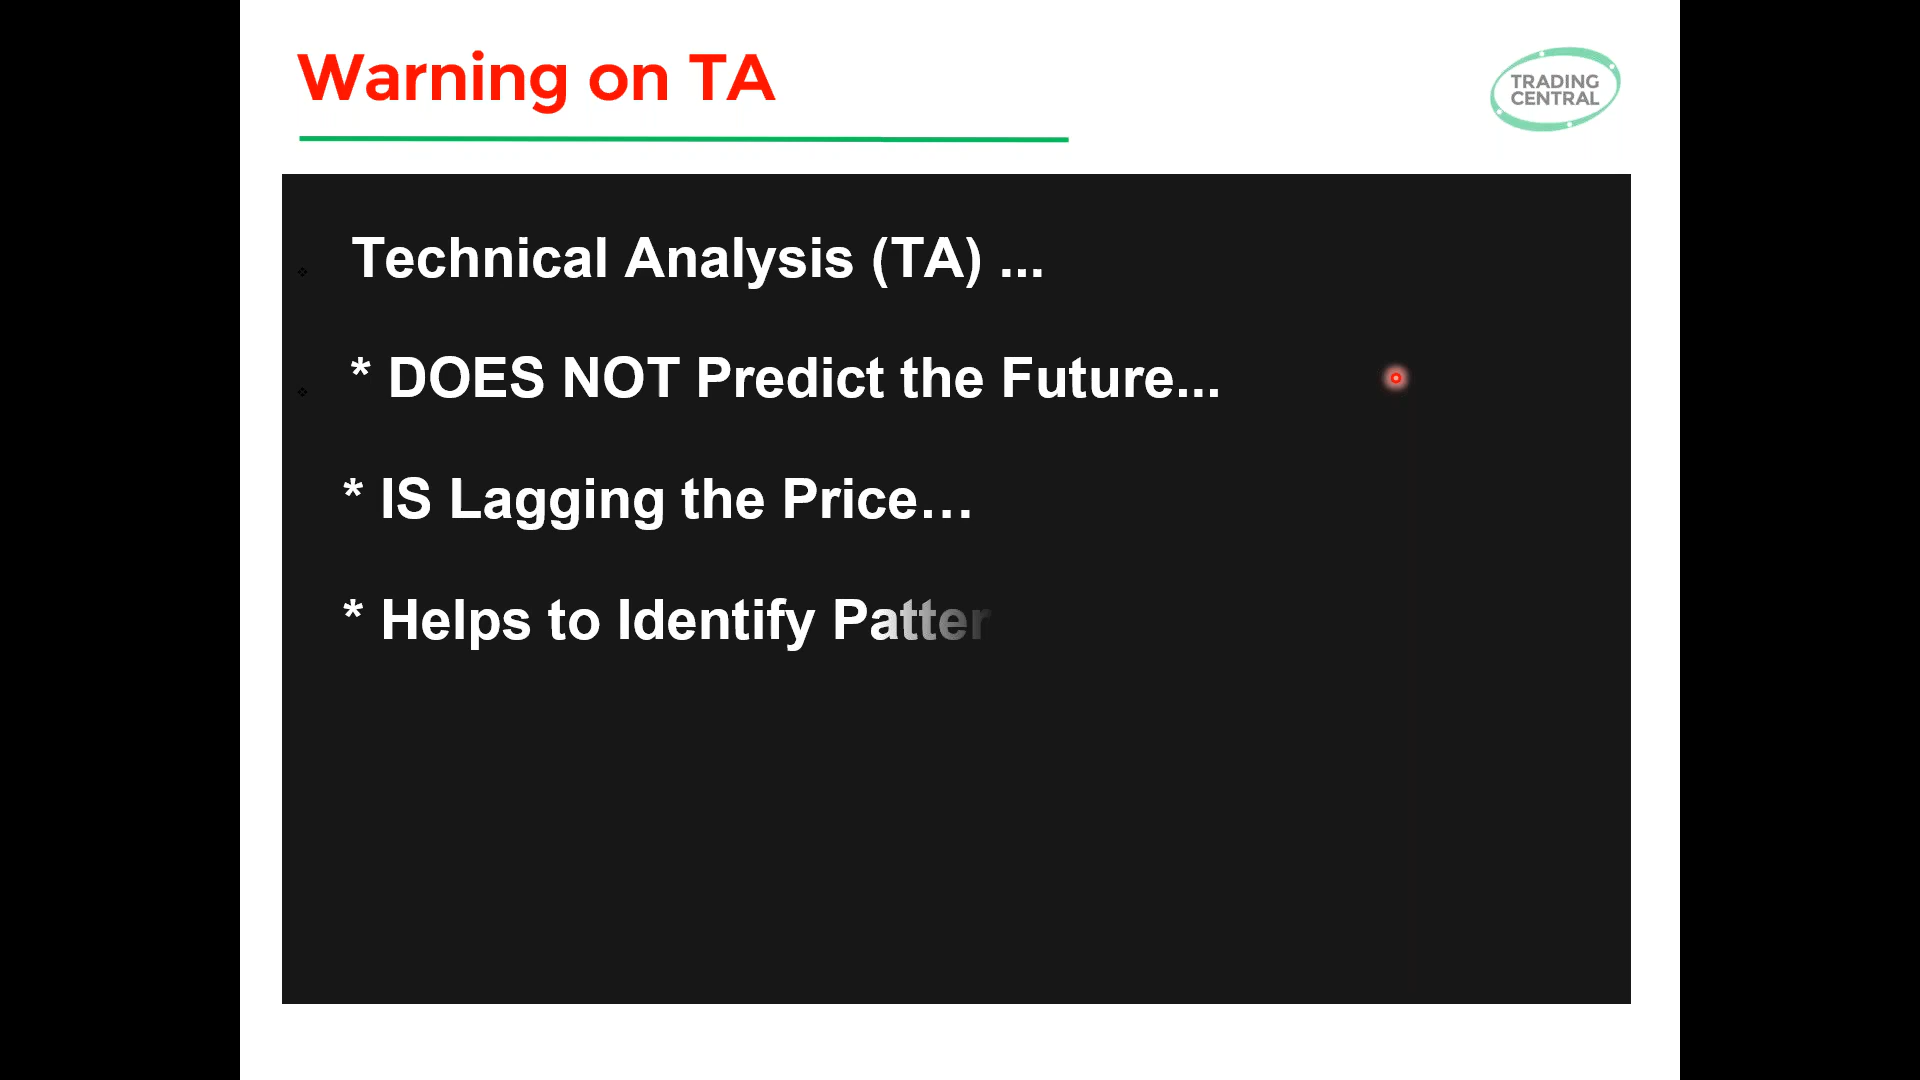 Warning on TA
TRADING
CENTRAL
Technical Analysis (TA) ...
* DOES NOT Predict the Future...
* IS Lagging the Price…
* Helps to Identify Patter